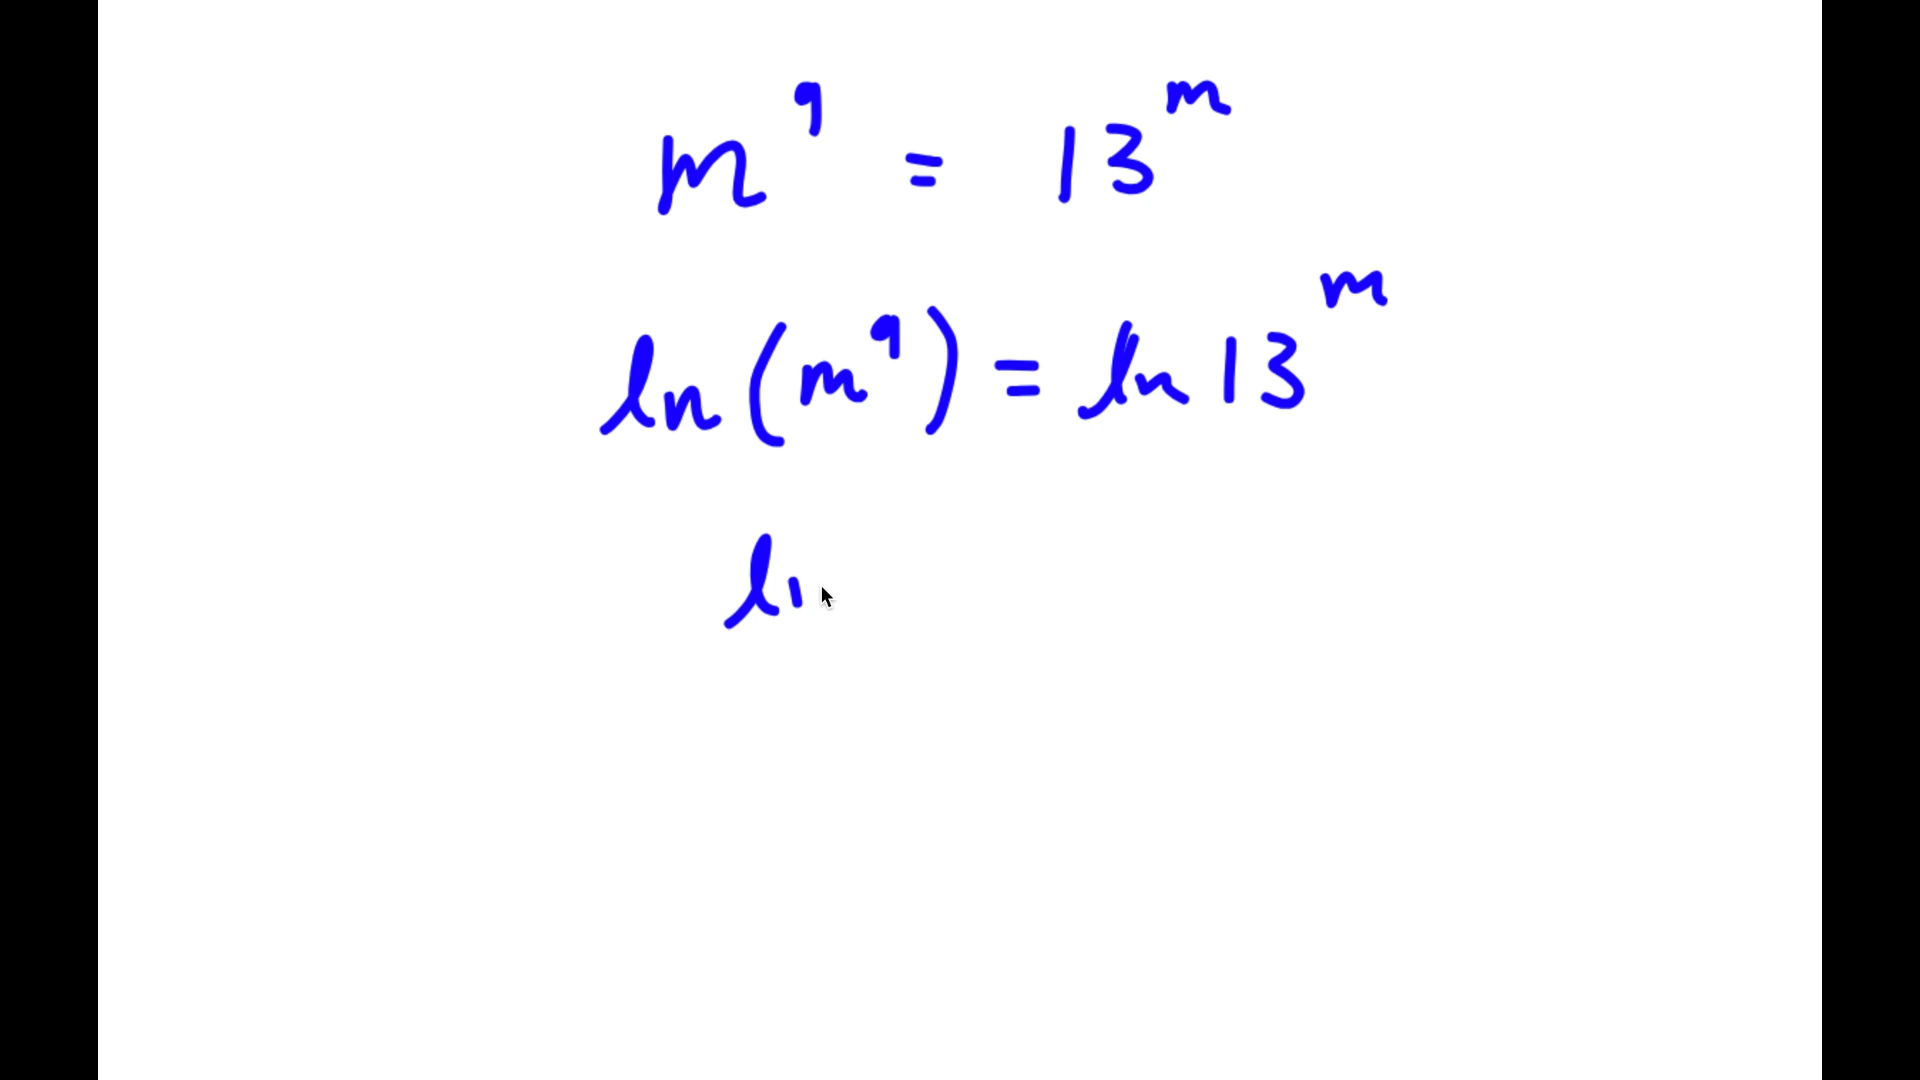 m⁹ = 13ᵐ
ln(m⁹) = ln 13ᵐ